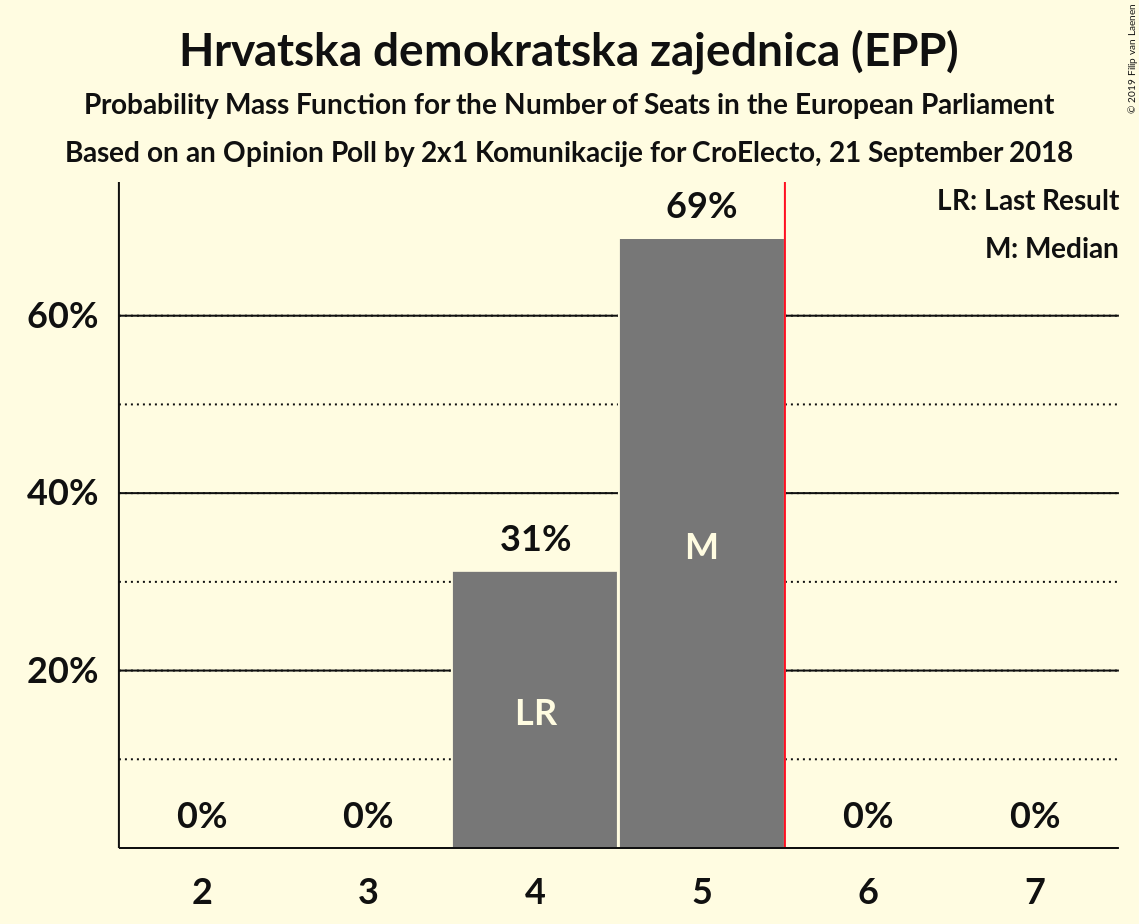 Hrvatska demokratska zajednica (EPP)
Probability Mass Function for the Number of Seats in the European Parliament
Based on an Opinion Poll by 2x1 Komunikacije for CroElecto, 21 September 2018
© 2019 Filip van Laenen
LR: Last Result
M: Median
69%
60%
40%
31%
M
20%
LR
0%
0%
0%
0%
2
3
4
5
6
7